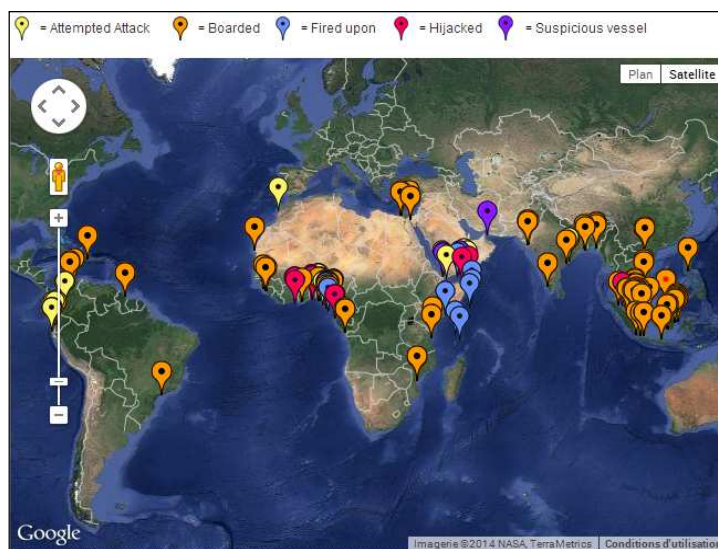 = Attempted Attack = Boarded = Fired upon = Hijacked = Suspicious vessel
Plan Satellite
+
−
Google
Imagerie ©2014 NASA, TerraMetrics Conditions d'utilisation